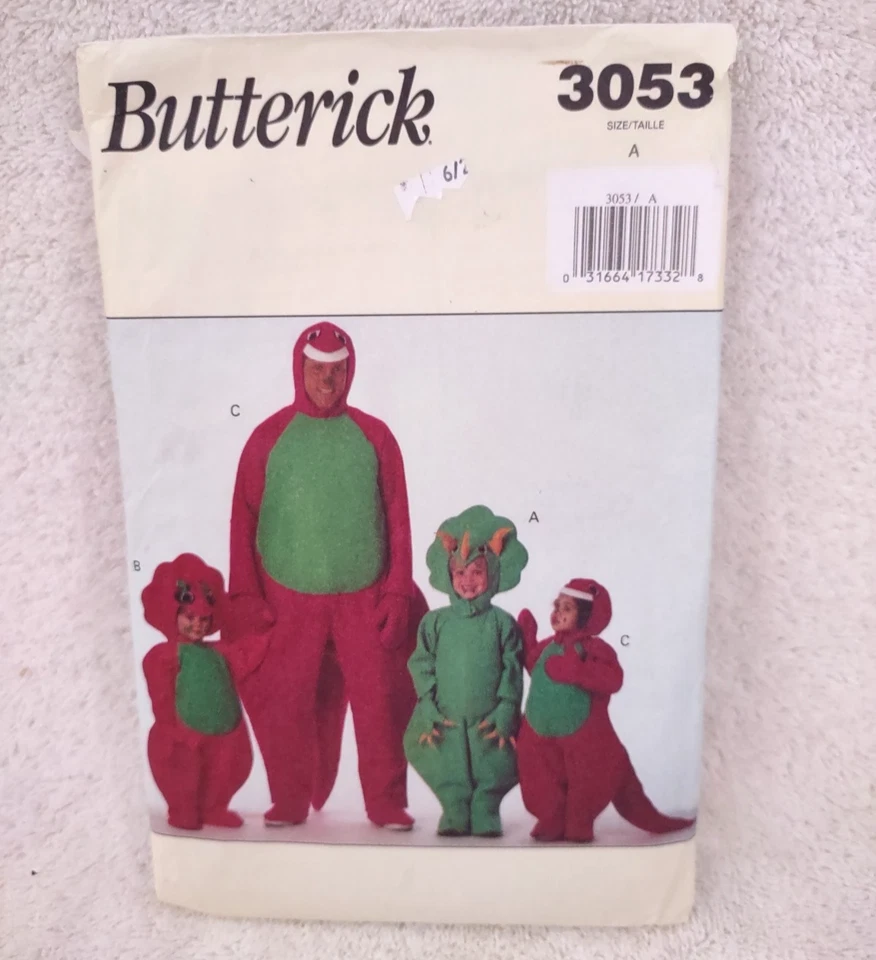 Butterick.
3053
SIZE/TAILLE
A
6/2
3053/ A
0 31664 17332 8
C
A
B
C